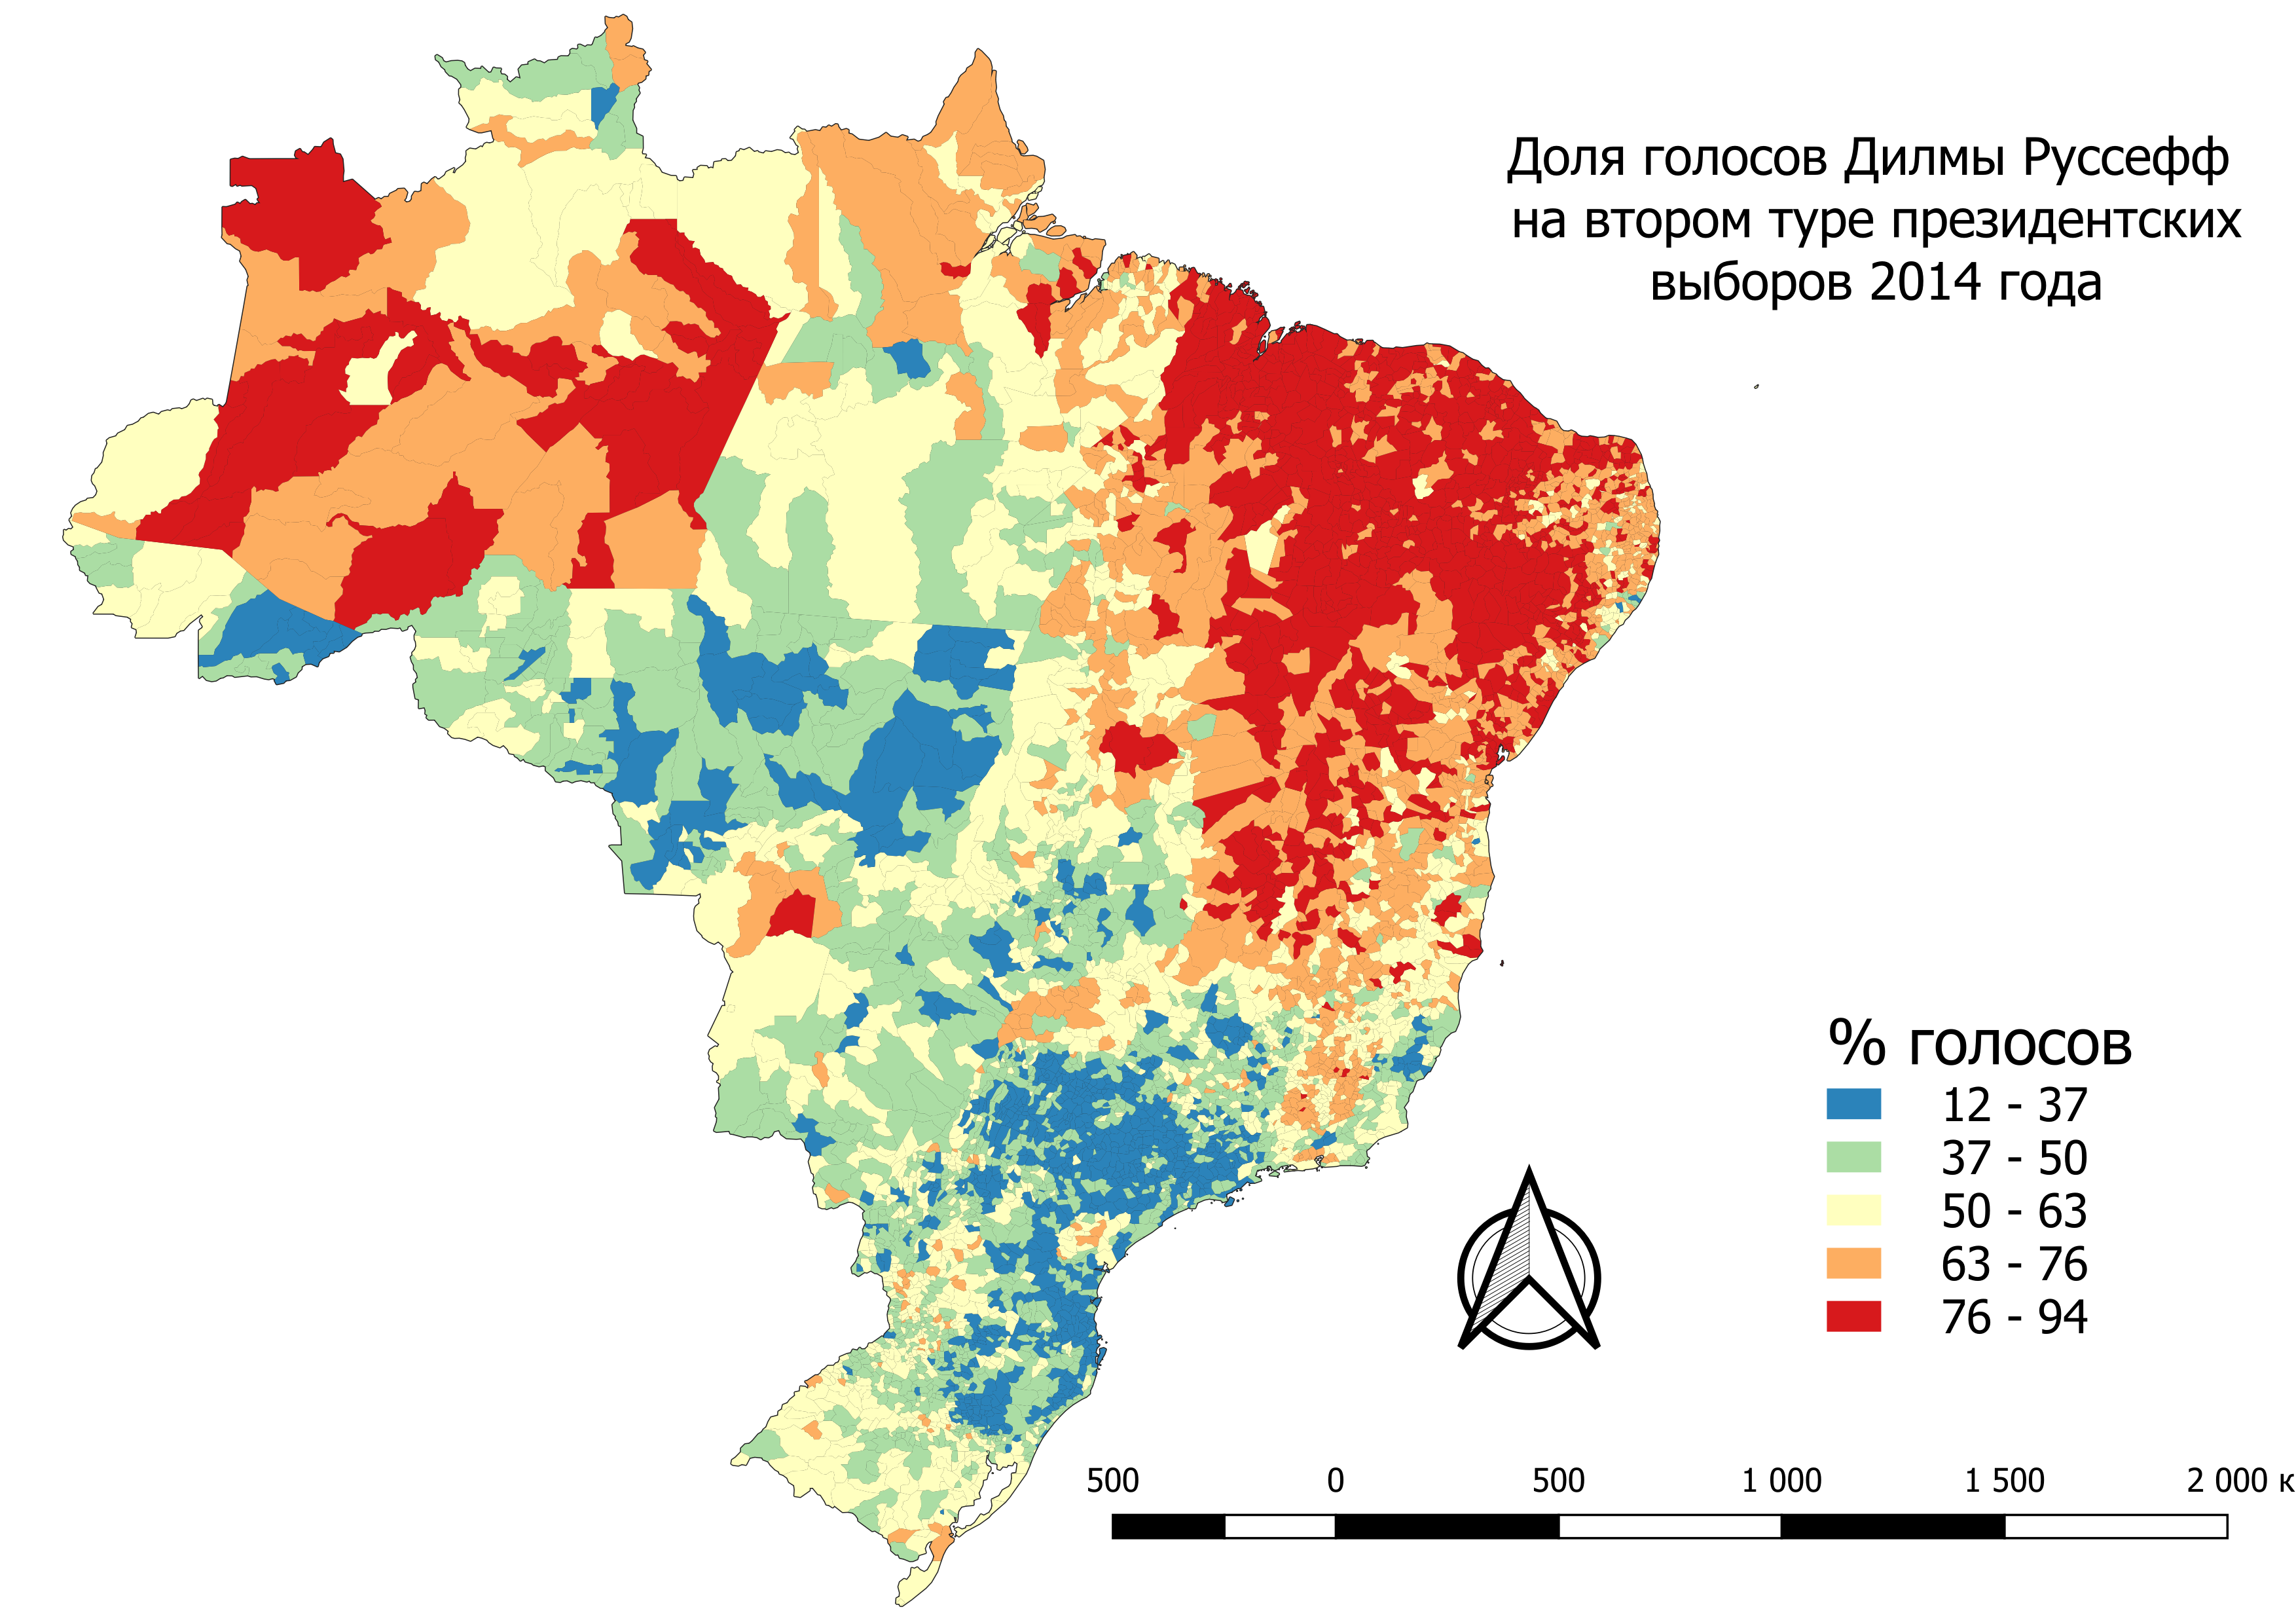 Доля голосов Дилмы Руссефф
на втором туре президентских
выборов 2014 года
% голосов
12 - 37
37 - 50
50 - 63
63 - 76
76 - 94
500 0 500 1 000 1 500 2 000 к